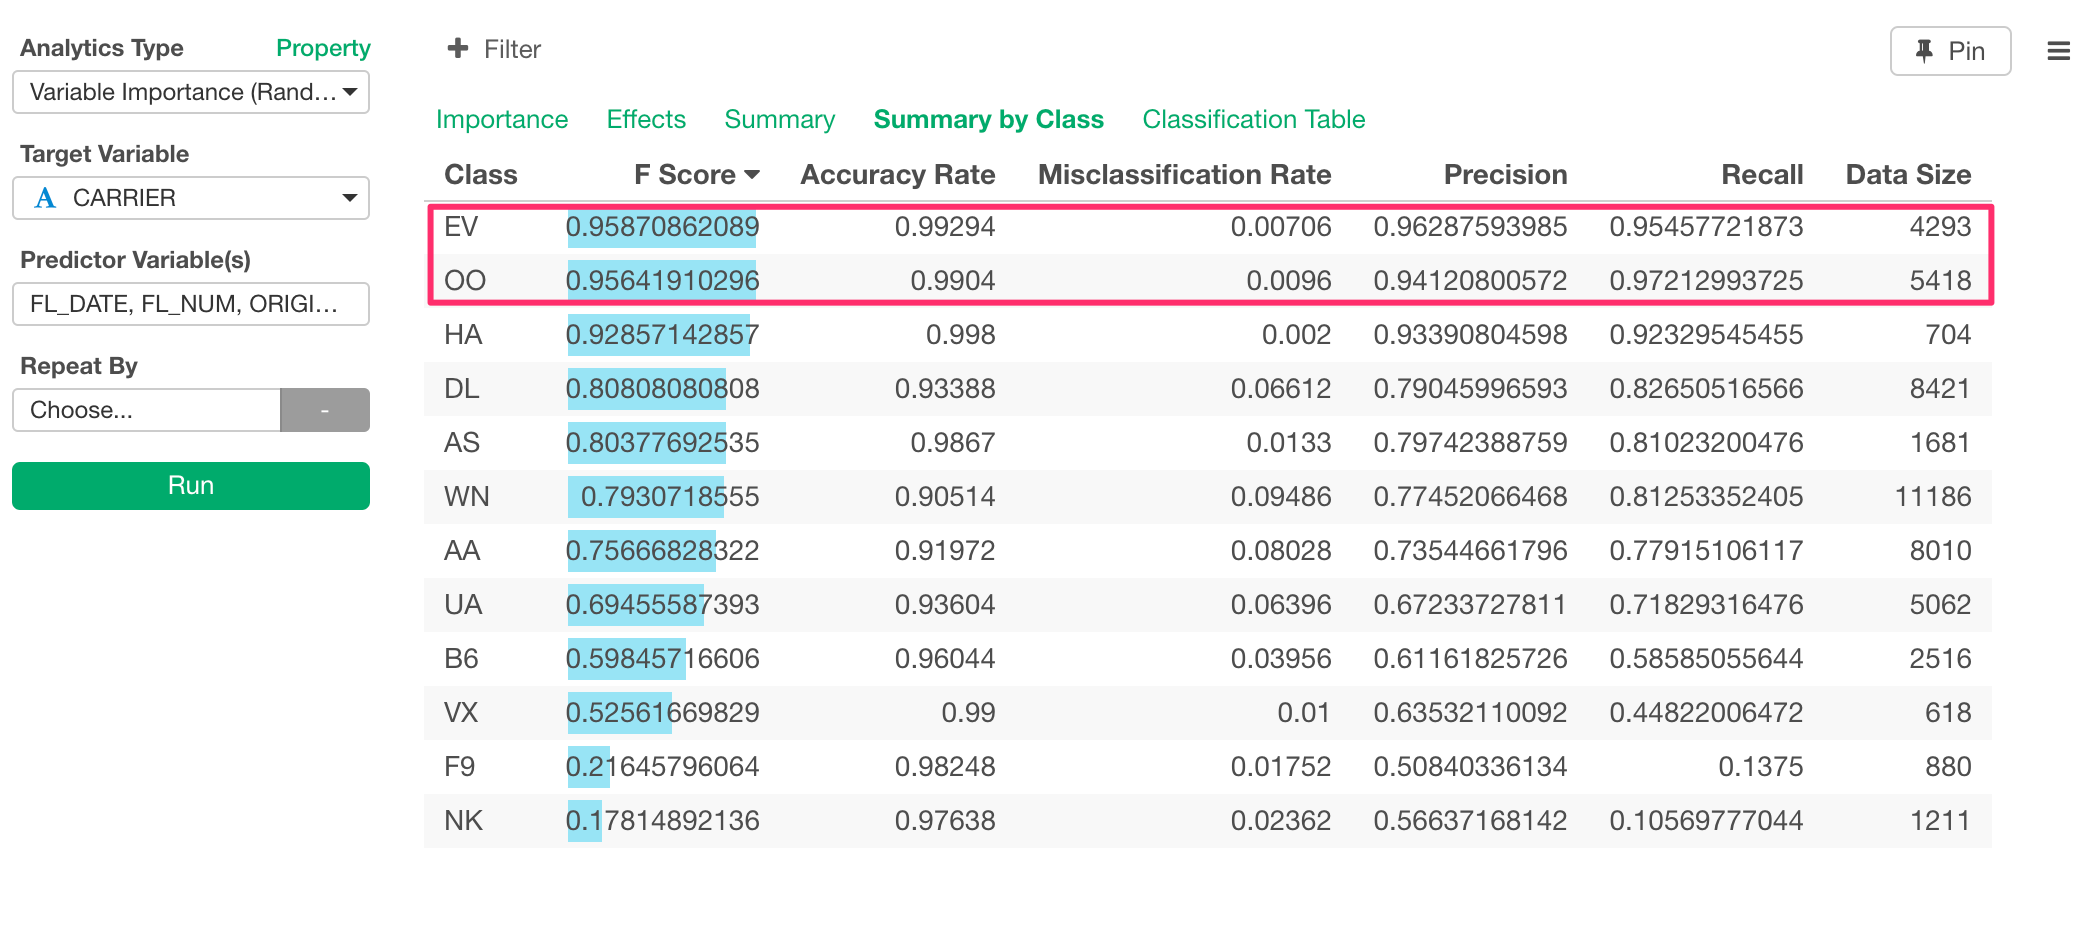 Analytics Type Property
Variable Importance (Rand...
Target Variable
A CARRIER
Predictor Variable(s)
FL_DATE, FL_NUM, ORIGI...
Repeat By
Choose... -
Run
+ Filter
Pin
Importance Effects Summary Summary by Class Classification Table
Class F Score Accuracy Rate Misclassification Rate Precision Recall Data Size
EV 0.95870862089 0.99294 0.00706 0.96287593985 0.95457721873 4293
OO 0.95641910296 0.9904 0.0096 0.94120800572 0.97212993725 5418
HA 0.92857142857 0.998 0.002 0.93390804598 0.92329545455 704
DL 0.80808080808 0.93388 0.06612 0.79045996593 0.82650516566 8421
AS 0.80377692535 0.9867 0.0133 0.79742388759 0.81023200476 1681
WN 0.7930718555 0.90514 0.09486 0.77452066468 0.81253352405 11186
AA 0.75666828322 0.91972 0.08028 0.73544661796 0.77915106117 8010
UA 0.69455587393 0.93604 0.06396 0.67233727811 0.71829316476 5062
B6 0.59845716606 0.96044 0.03956 0.61161825726 0.58585055644 2516
VX 0.52561669829 0.99 0.01 0.63532110092 0.44822006472 618
F9 0.21645796064 0.98248 0.01752 0.50840336134 0.1375 880
NK 0.17814892136 0.97638 0.02362 0.56637168142 0.10569777044 1211